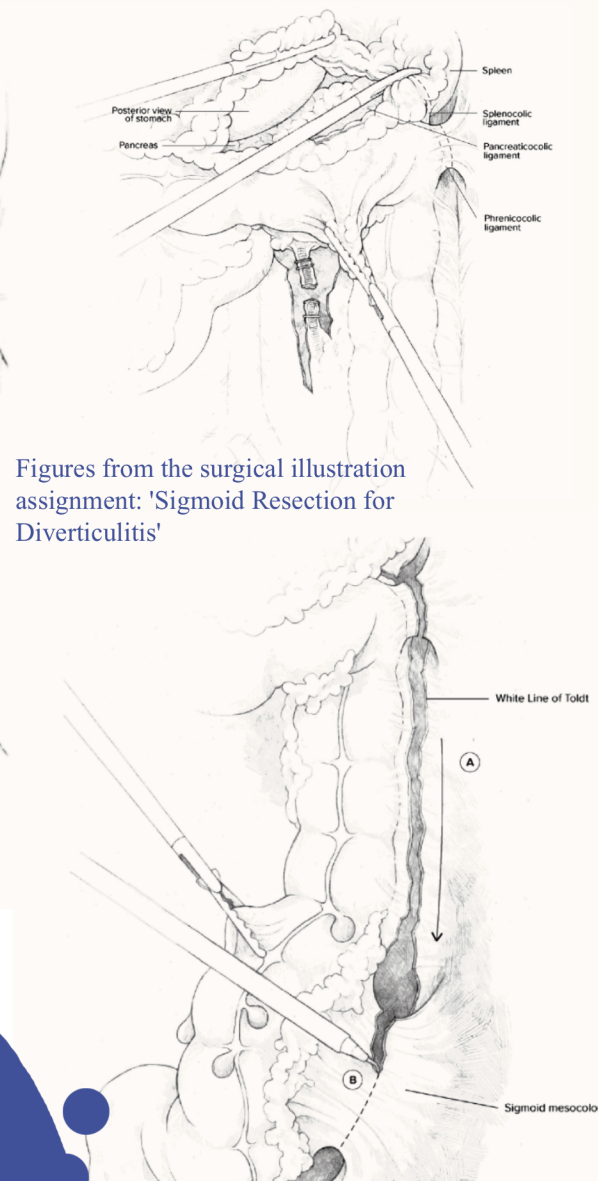 Spleen
Posterior view
of stomach
Splenocolic
ligament
Pancreas
Pancreaticocolic
ligament
Phrenicocolic
ligament
Figures from the surgical illustration
assignment: 'Sigmoid Resection for
Diverticulitis'
White Line of Toldt
A
B
Sigmoid mesocolo